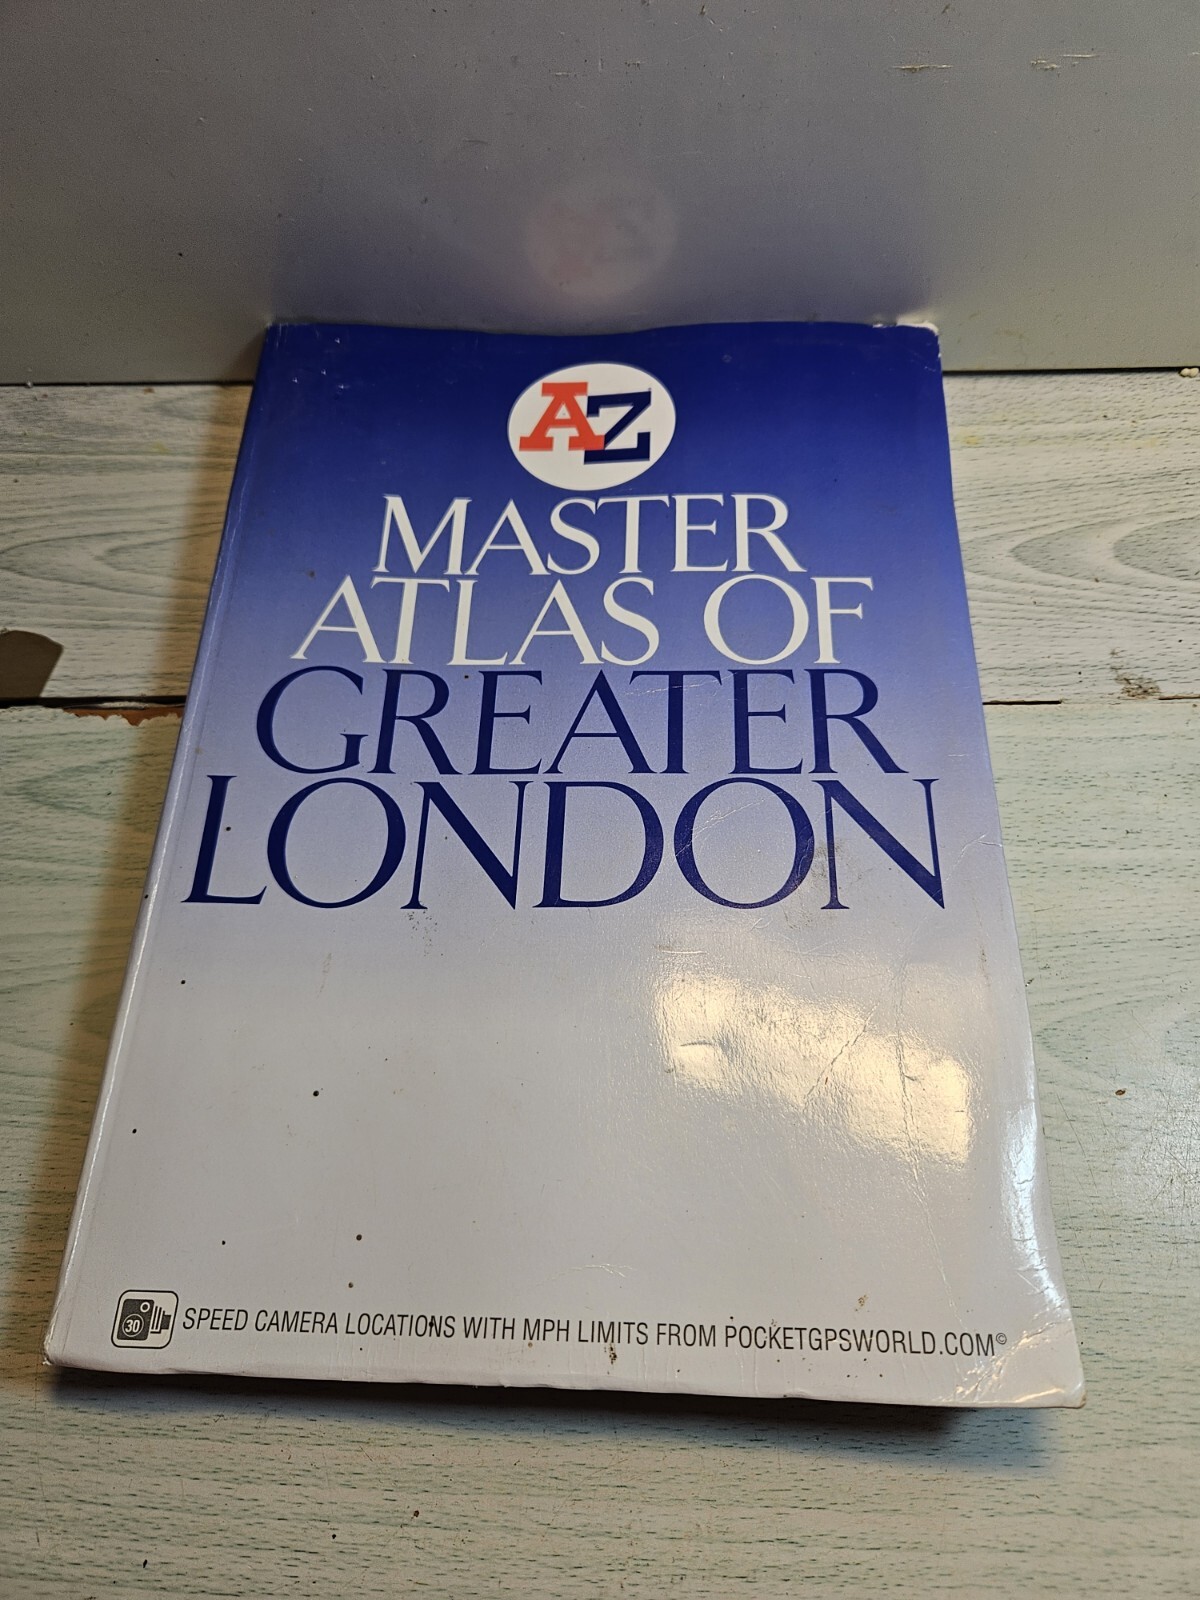 AZ
MASTER
ATLAS OF
GREATER
LONDON
30 SPEED CAMERA LOCATIONS WITH MPH LIMITS FROM POCKETGPSWORLD.COM©